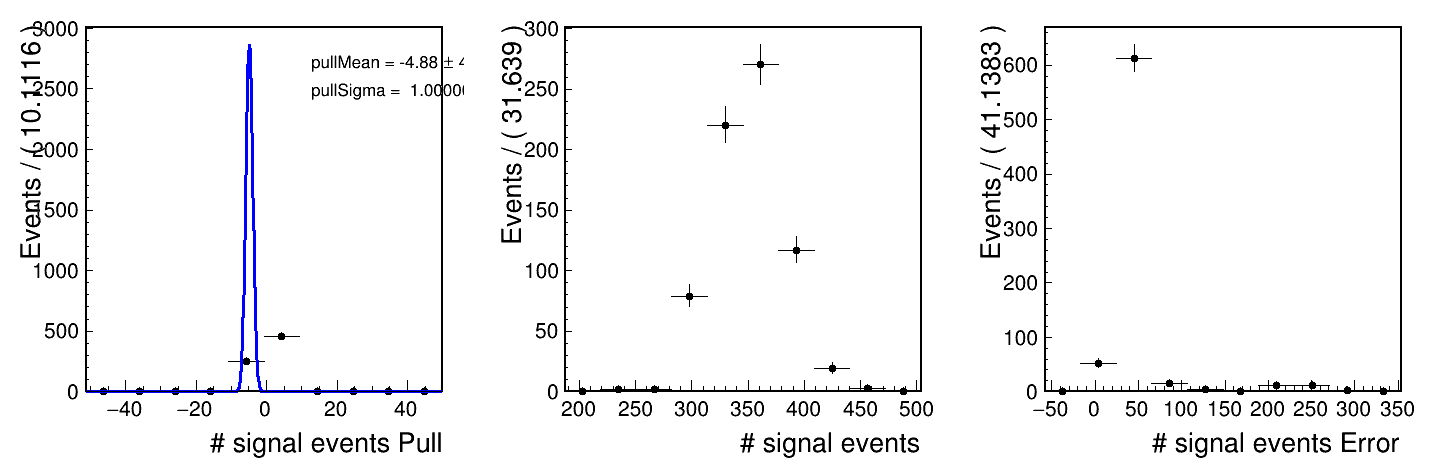 Events / ( 10.1116 )
3000
2500
2000
1500
1000
500
0
−40 −20 0 20 40
# signal events Pull
pullMean = -4.88 ± 4
pullSigma = 1.00000
Events / ( 31.639 )
300
250
200
150
100
50
0
200 250 300 350 400 450 500
# signal events
Events / ( 41.1383 )
600
500
400
300
200
100
0
−50 0 50 100 150 200 250 300 350
# signal events Error